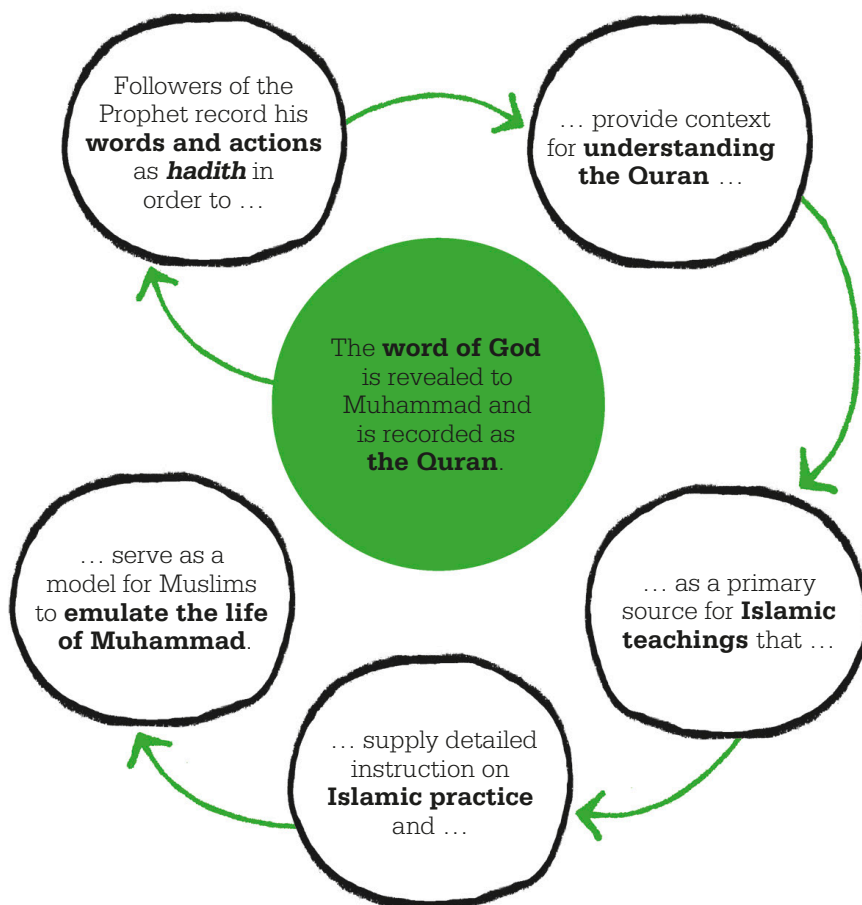 The word of God
is revealed to
Muhammad and
is recorded as
the Quran.
Followers of the
Prophet record his
words and actions
as hadith in
order to …
… provide context
for understanding
the Quran …
… as a primary
source for Islamic
teachings that …
… supply detailed
instruction on
Islamic practice
and …
… serve as a
model for Muslims
to emulate the life
of Muhammad.